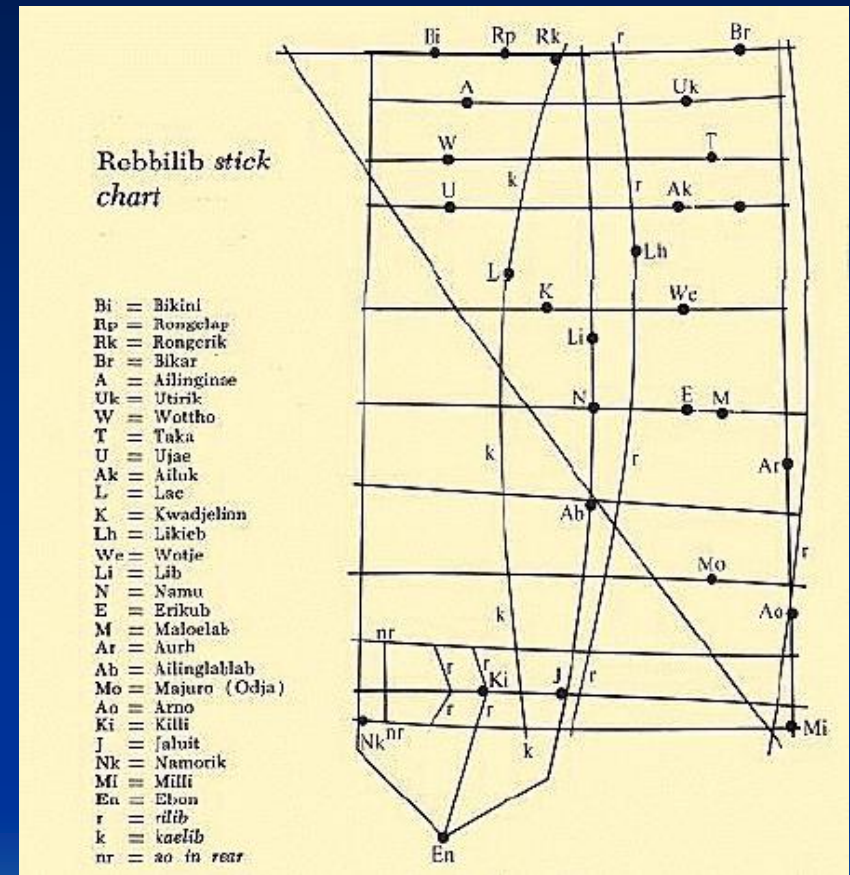 Bi Rp Rk r Br
A Uk
W T
Rebbilib stick
chart
k r
U Ak
L Lh
K We
Li
N E M
k r Ar
Ab
r
Mo
k Ao
nr
r r Ki J r
r r
Nk nr k Mi
En
Bi = Bikini
Rp = Rongelap
Rk = Rongerik
Br = Bikar
A = Ailinginae
Uk = Utirik
W = Wottho
T = Taka
U = Ujae
Ak = Ailuk
L = Lae
K = Kwadjelinn
Lh = Likieb
We = Wotje
Li = Lib
N = Namu
E = Erikub
M = Maloelab
Ar = Aurh
Ab = Ailinglablab
Mo = Majuro (Odja)
Ao = Arno
Ki = Killi
J = Jaluit
Nk = Namorik
Mi = Milli
En = Ebon
r = rilib
k = kaelib
nr = no in rear